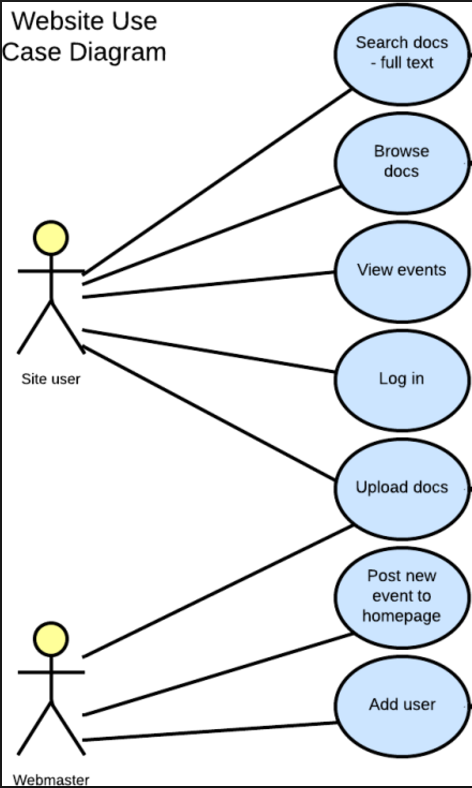 Website Use
Case Diagram
Search docs
- full text
Browse
docs
View events
Log in
Site user
Upload docs
Post new
event to
homepage
Add user
Webmaster